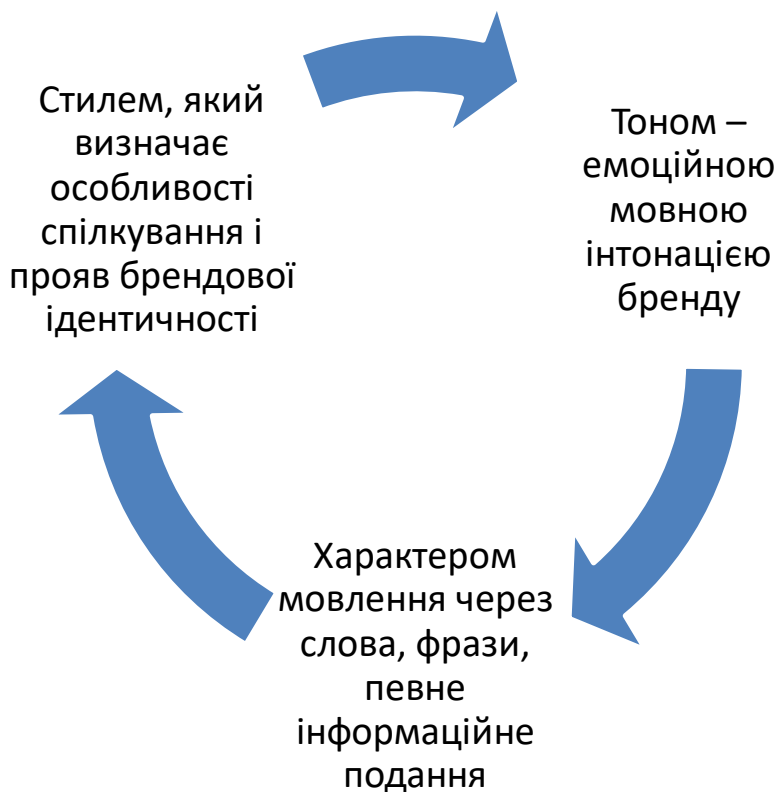 Стилем, який
визначає
особливості
спілкування і
прояв брендової
ідентичності
Тоном –
емоційною
мовною
інтонацією
бренду
Характером
мовлення через
слова, фрази,
певне
інформаційне
подання